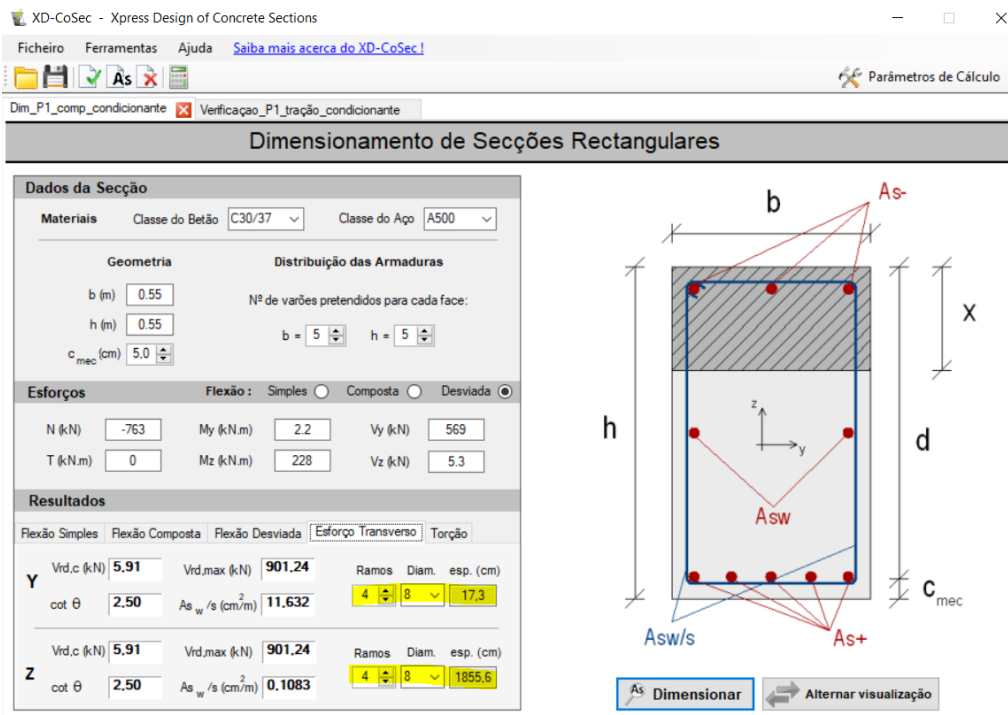 XD-CoSec - Xpress Design of Concrete Sections
Ficheiro Ferramentas Ajuda Saiba mais acerca do XD-CoSec !
As Parâmetros de Cálculo
Dim_P1_comp_condicionante Verificaçao_P1_tração_condicionante
Dimensionamento de Secções Rectangulares
Dados da Secção
Materiais Classe do Betão C30/37 Classe do Aço A500
Geometria Distribuição das Armaduras
b (m) 0.55 Nº de varões pretendidos para cada face:
h (m) 0.55 b = 5 h = 5
c mec (cm) 5,0
Esforços Flexão : Simples Composta Desviada
N (kN) -763 My (kN.m) 2.2 Vy (kN) 569
T (kN.m) 0 Mz (kN.m) 228 Vz (kN) 5.3
Resultados
Flexão Simples Flexão Composta Flexão Desviada Esforço Transverso Torção
Y Vrd,c (kN) 5,91 Vrd,max (kN) 901,24 Ramos Diam. esp. (cm)
cot θ 2,50 As w /s (cm2/m) 11,632 4 8 17,3
Z Vrd,c (kN) 5,91 Vrd,max (kN) 901,24 Ramos Diam. esp. (cm)
cot θ 2,50 As w /s (cm2/m) 0,1083 4 8 1855,6
b As-
X
z
y
h d
Asw
c mec
Asw/s As+
As Dimensionar Alternar visualização